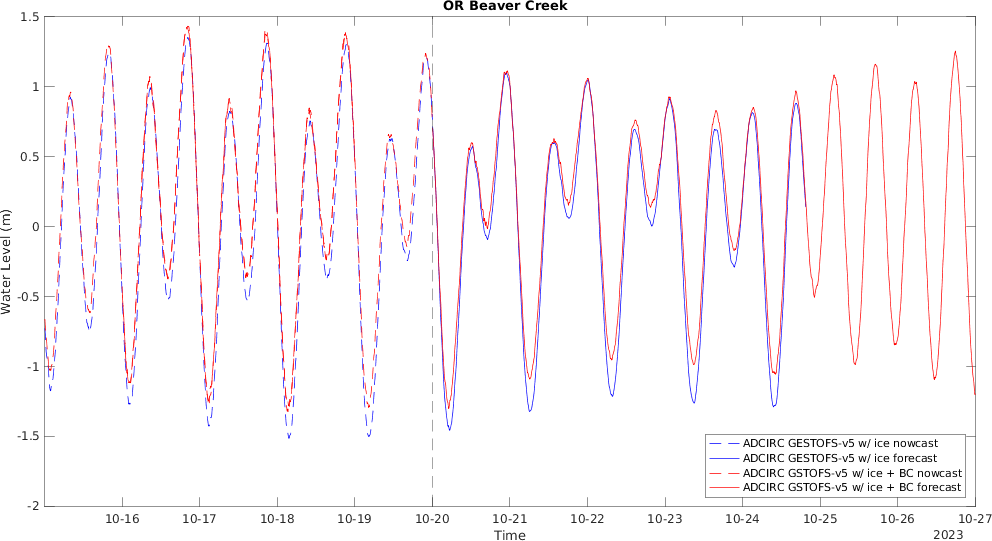 OR Beaver Creek
Water Level (m)
1.5
1
0.5
0
-0.5
-1
-1.5
-2
ADCIRC GESTOFS-v5 w/ ice nowcast
ADCIRC GESTOFS-v5 w/ ice forecast
ADCIRC GSTOFS-v5 w/ ice + BC nowcast
ADCIRC GSTOFS-v5 w/ ice + BC forecast
10-16 10-17 10-18 10-19 10-20 10-21 10-22 10-23 10-24 10-25 10-26 10-27
Time
2023